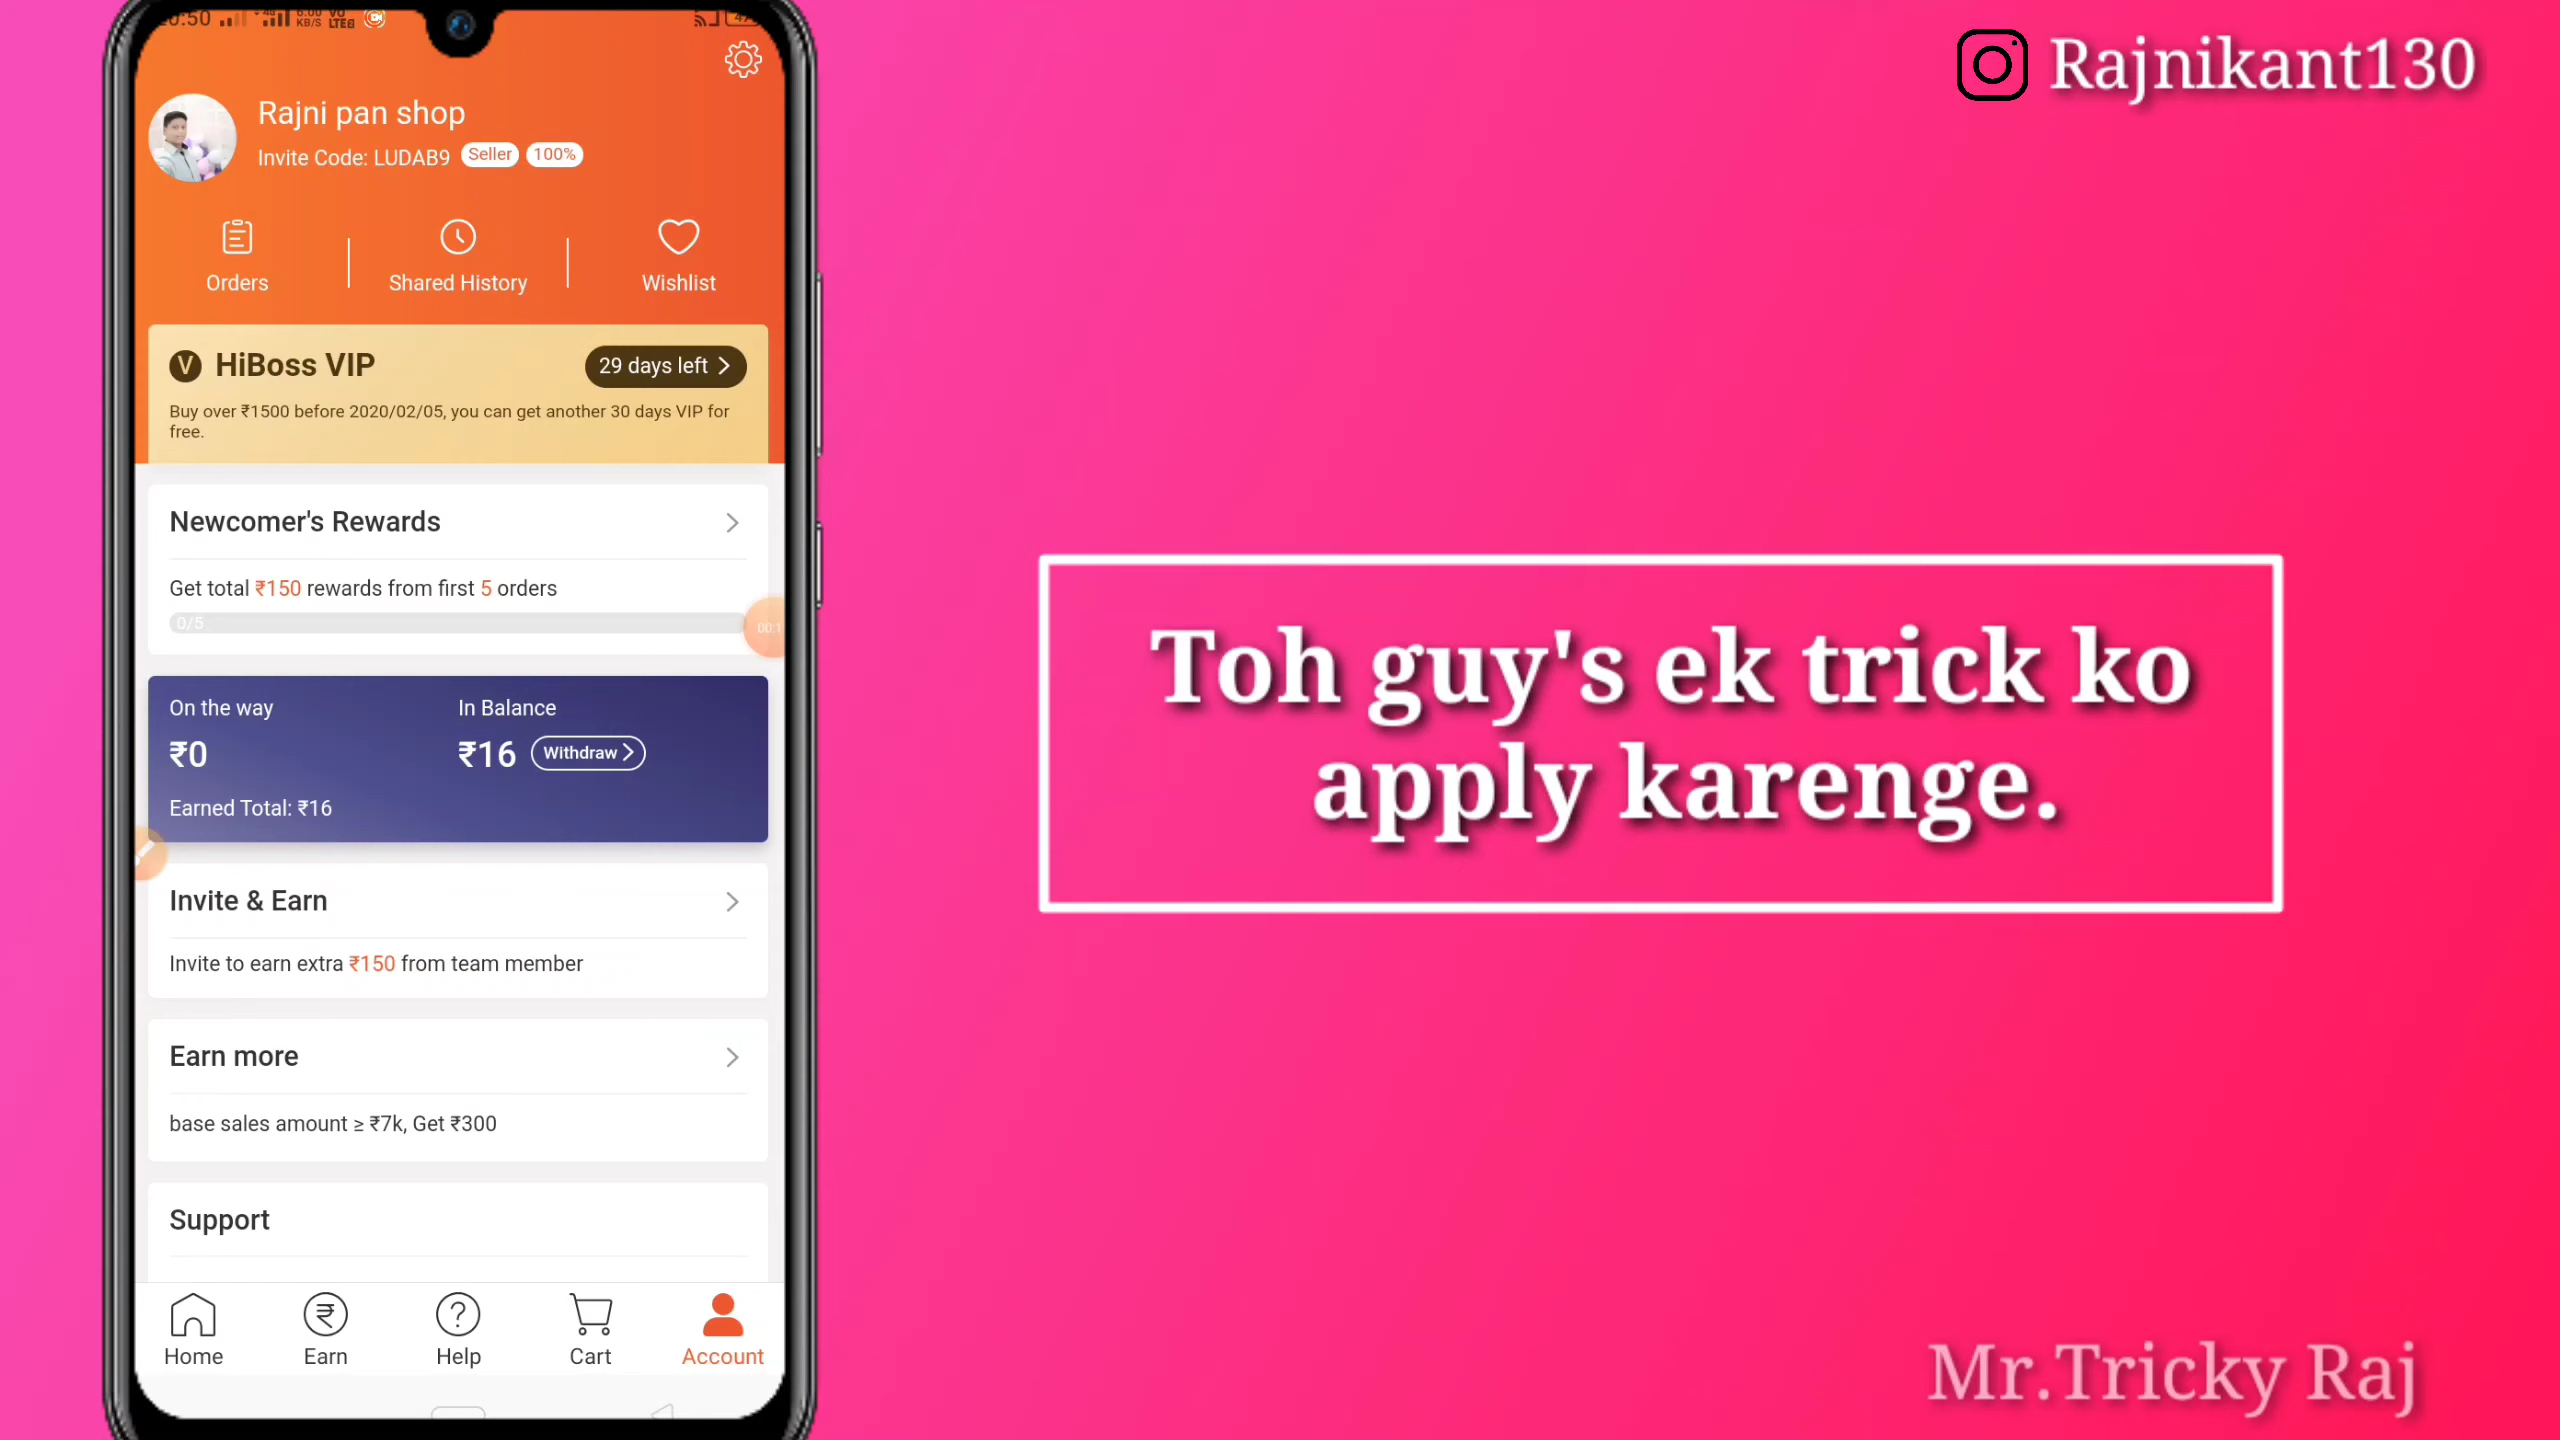 Rajnikant130
Rajni pan shop
Invite Code: LUDAB9 Seller 100%
Orders Shared History Wishlist
V HiBoss VIP 29 days left
Buy over ₹1500 before 2020/02/05, you can get another 30 days VIP for
free.
Newcomer's Rewards
Get total ₹150 rewards from first 5 orders
0/5
On the way In Balance
₹0 ₹16 Withdraw
Earned Total: ₹16
Invite & Earn
Invite to earn extra ₹150 from team member
Earn more
base sales amount ≥ ₹7k, Get ₹300
Support
Home Earn Help Cart Account
Toh guy's ek trick ko
apply karenge.
Mr.Tricky Raj